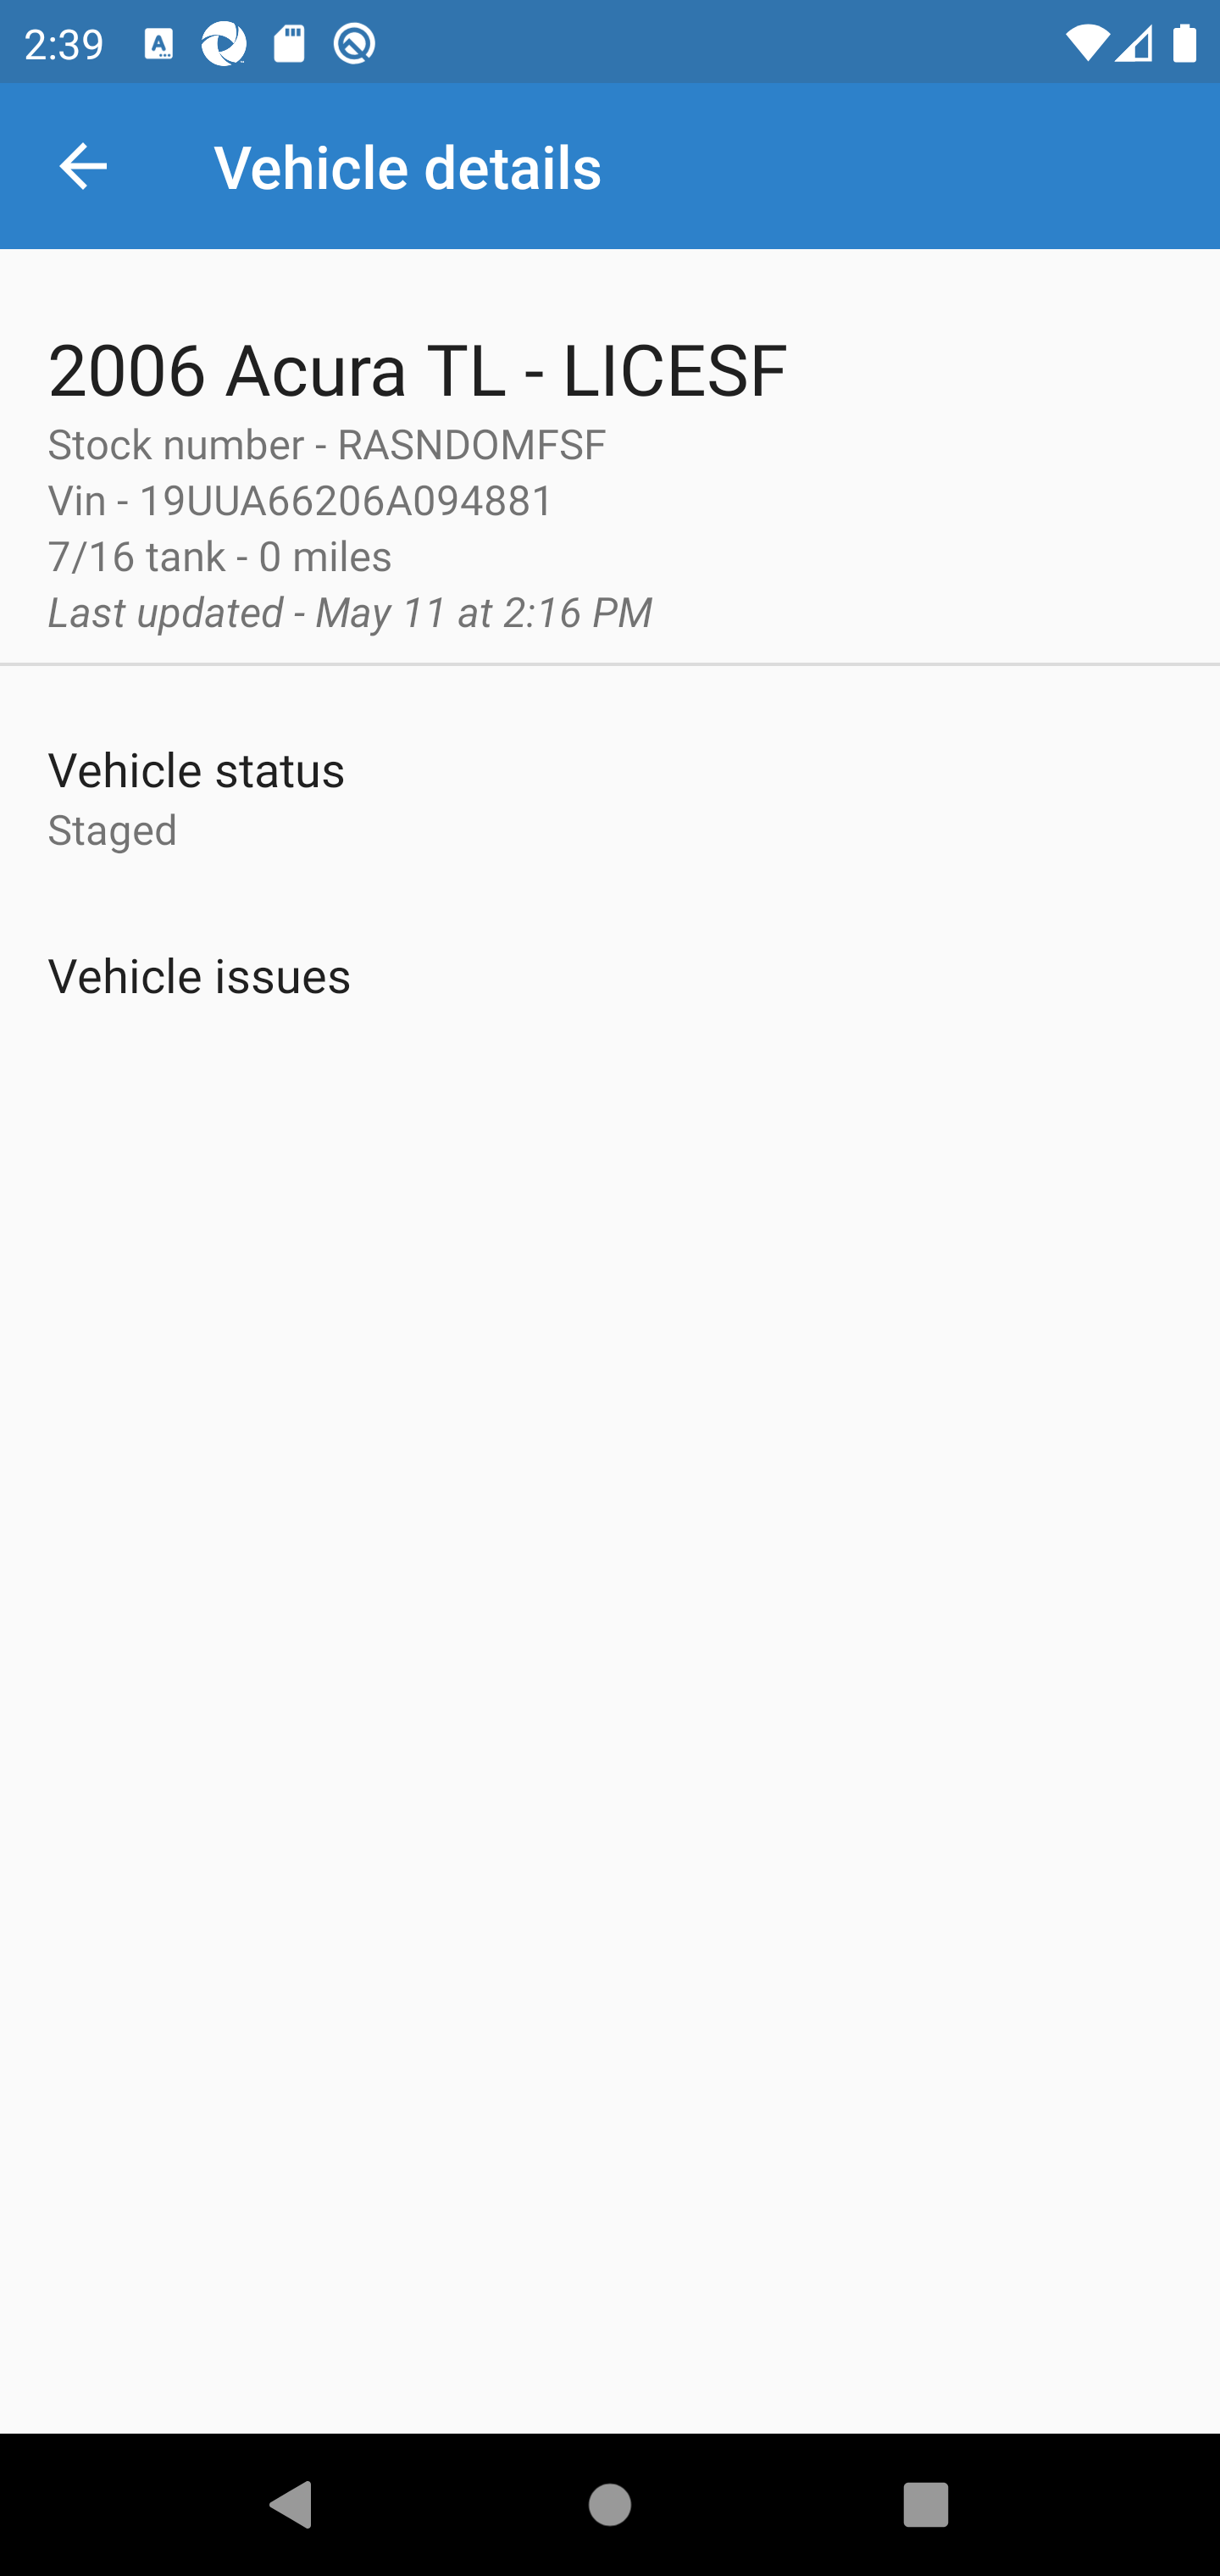 2:39
Vehicle details
2006 Acura TL - LICESF
Stock number - RASNDOMFSF
Vin - 19UUA66206A094881
7/16 tank - 0 miles
Last updated - May 11 at 2:16 PM
Vehicle status
Staged
Vehicle issues